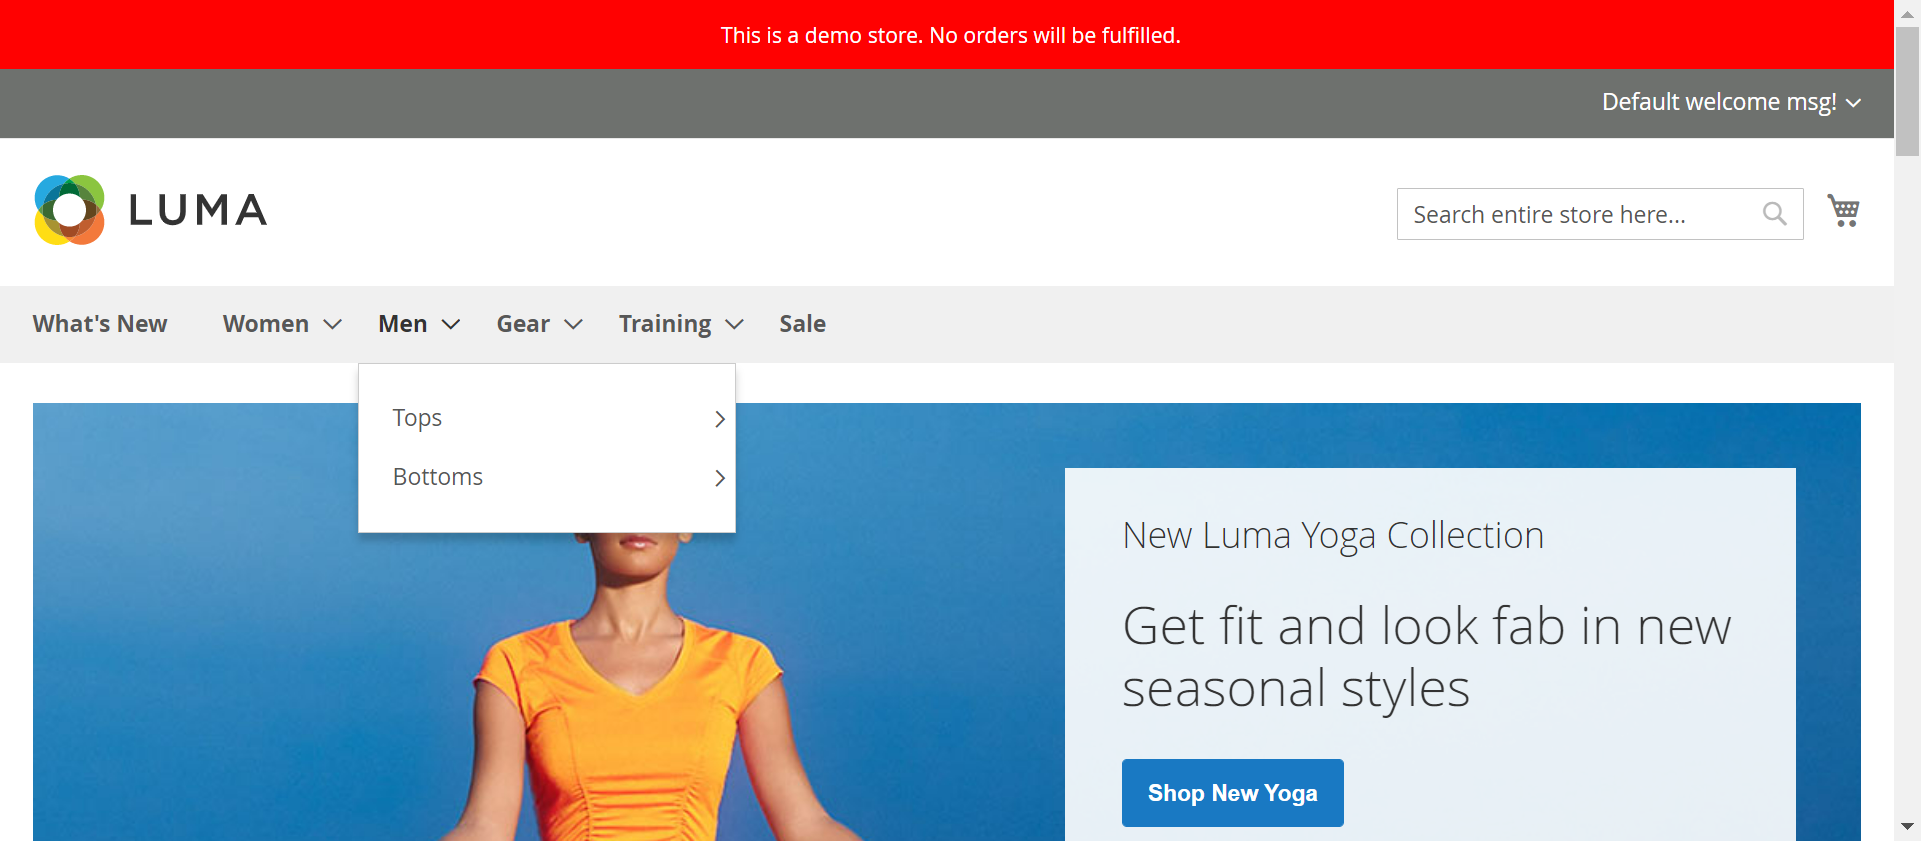 This is a demo store. No orders will be fulfilled.
Default welcome msg!
LUMA
Search entire store here...
What's New Women Men Gear Training Sale
Tops
Bottoms
New Luma Yoga Collection
Get fit and look fab in new
seasonal styles
Shop New Yoga